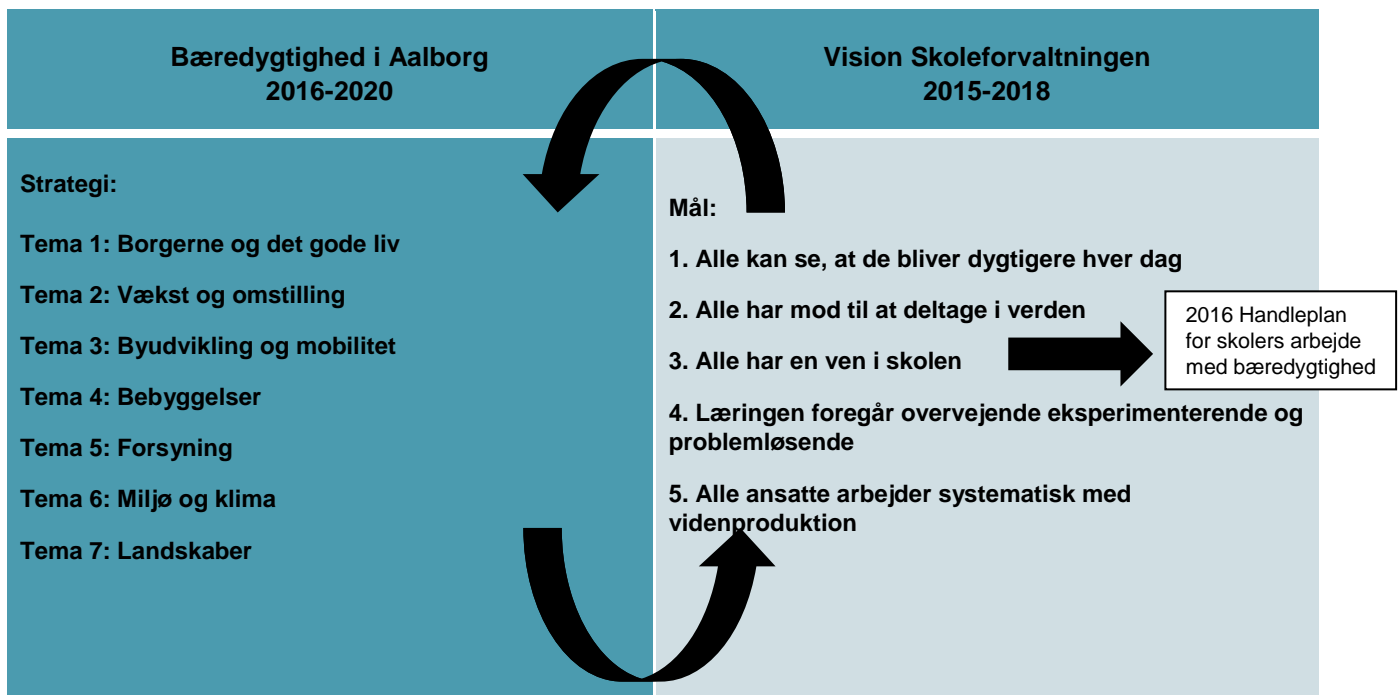 Bæredygtighed i Aalborg
2016-2020
Vision Skoleforvaltningen
2015-2018
Strategi:
Tema 1: Borgerne og det gode liv
Tema 2: Vækst og omstilling
Tema 3: Byudvikling og mobilitet
Tema 4: Bebyggelser
Tema 5: Forsyning
Tema 6: Miljø og klima
Tema 7: Landskaber
Mål:
1. Alle kan se, at de bliver dygtigere hver dag
2. Alle har mod til at deltage i verden
3. Alle har en ven i skolen
4. Læringen foregår overvejende eksperimenterende og
problemløsende
5. Alle ansatte arbejder systematisk med
videnproduktion
2016 Handleplan
for skolers arbejde
med bæredygtighed